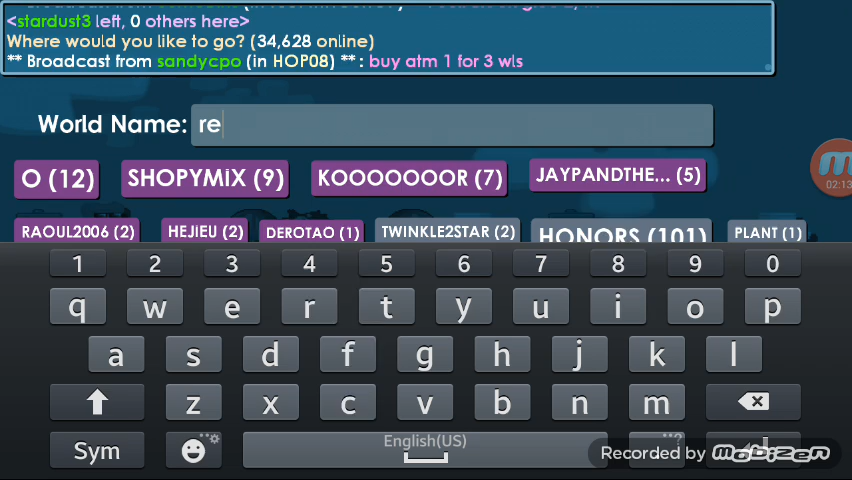 <stardust3 left, 0 others here>
Where would you like to go? (34,628 online)
** Broadcast from sandycpo (in HOP08) ** : buy atm 1 for 3 wls
World Name: re
O (12) SHOPYMiX (9) KOOOOOOOR (7) JAYPANDTHE... (5)
RAOUL2006 (2) HEJIEU (2) DEROTAO (1) TWINKLE2STAR (2) HONORS (101) PLANT (1)
1 2 3 4 5 6 7 8 9 0
q w e r t y u i o p
a s d f g h j k l
z x c v b n m
Sym English(US)
Recorded by mobizen
02:13